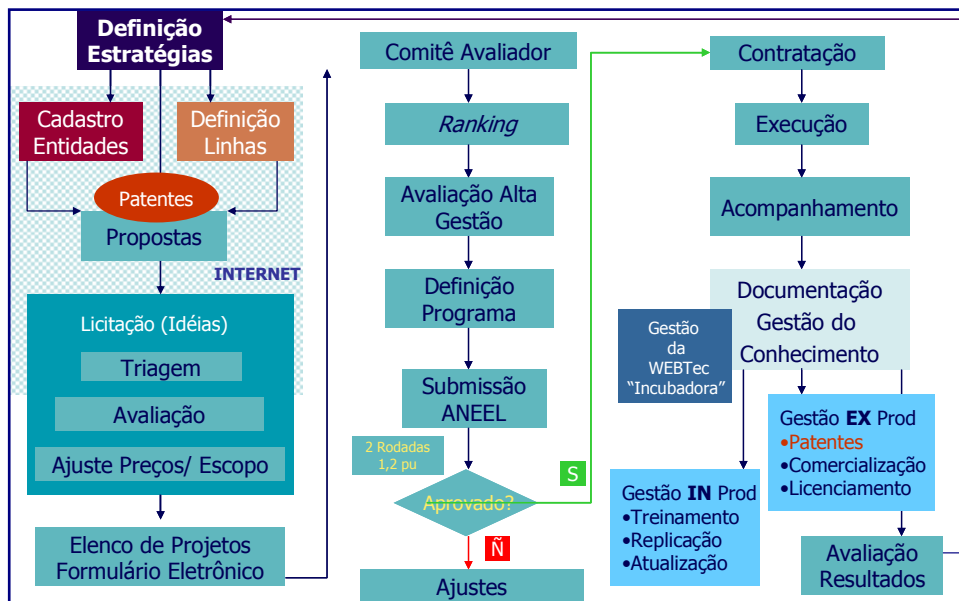 Definição
Estratégias
Cadastro
Entidades
Definição
Linhas
Patentes
Propostas
INTERNET
Licitação (Idéias)
Triagem
Avaliação
Ajuste Preços/ Escopo
Elenco de Projetos
Formulário Eletrônico
Comitê Avaliador
Ranking
Avaliação Alta
Gestão
Definição
Programa
Submissão
ANEEL
2 Rodadas
1,2 pu
Aprovado?
S
Ñ
Ajustes
Contratação
Execução
Acompanhamento
Documentação
Gestão do
Conhecimento
Gestão
da
WEBTec
“Incubadora”
Gestão IN Prod
•Treinamento
•Replicação
•Atualização
Gestão EX Prod
•Patentes
•Comercialização
•Licenciamento
Avaliação
Resultados